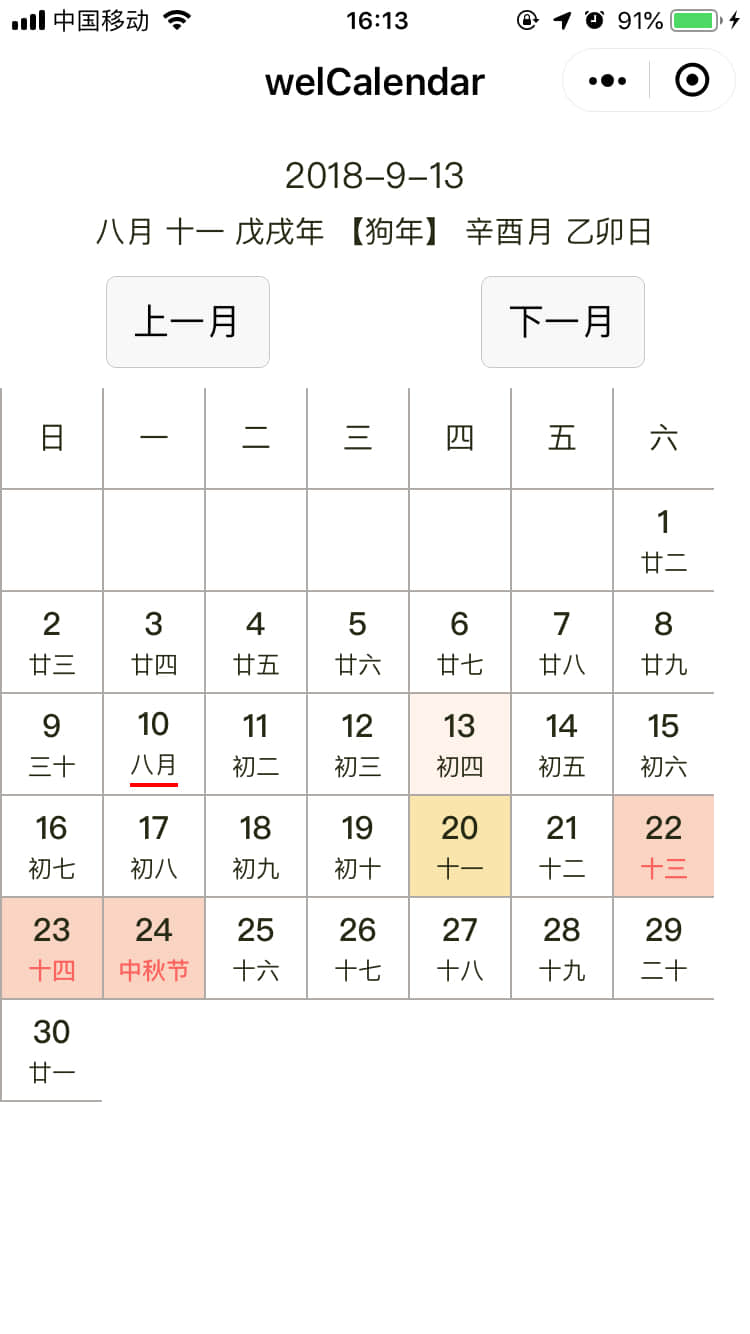 中国移动 16:13 91%
welCalendar
2018–9–13
八月 十一 戊戌年 【狗年】 辛酉月 乙卯日
上一月 下一月
日 一 二 三 四 五 六
1
廿二
2 3 4 5 6 7 8
廿三 廿四 廿五 廿六 廿七 廿八 廿九
9 10 11 12 13 14 15
三十 八月 初二 初三 初四 初五 初六
16 17 18 19 20 21 22
初七 初八 初九 初十 十一 十二 十三
23 24 25 26 27 28 29
十四 中秋节 十六 十七 十八 十九 二十
30
廿一